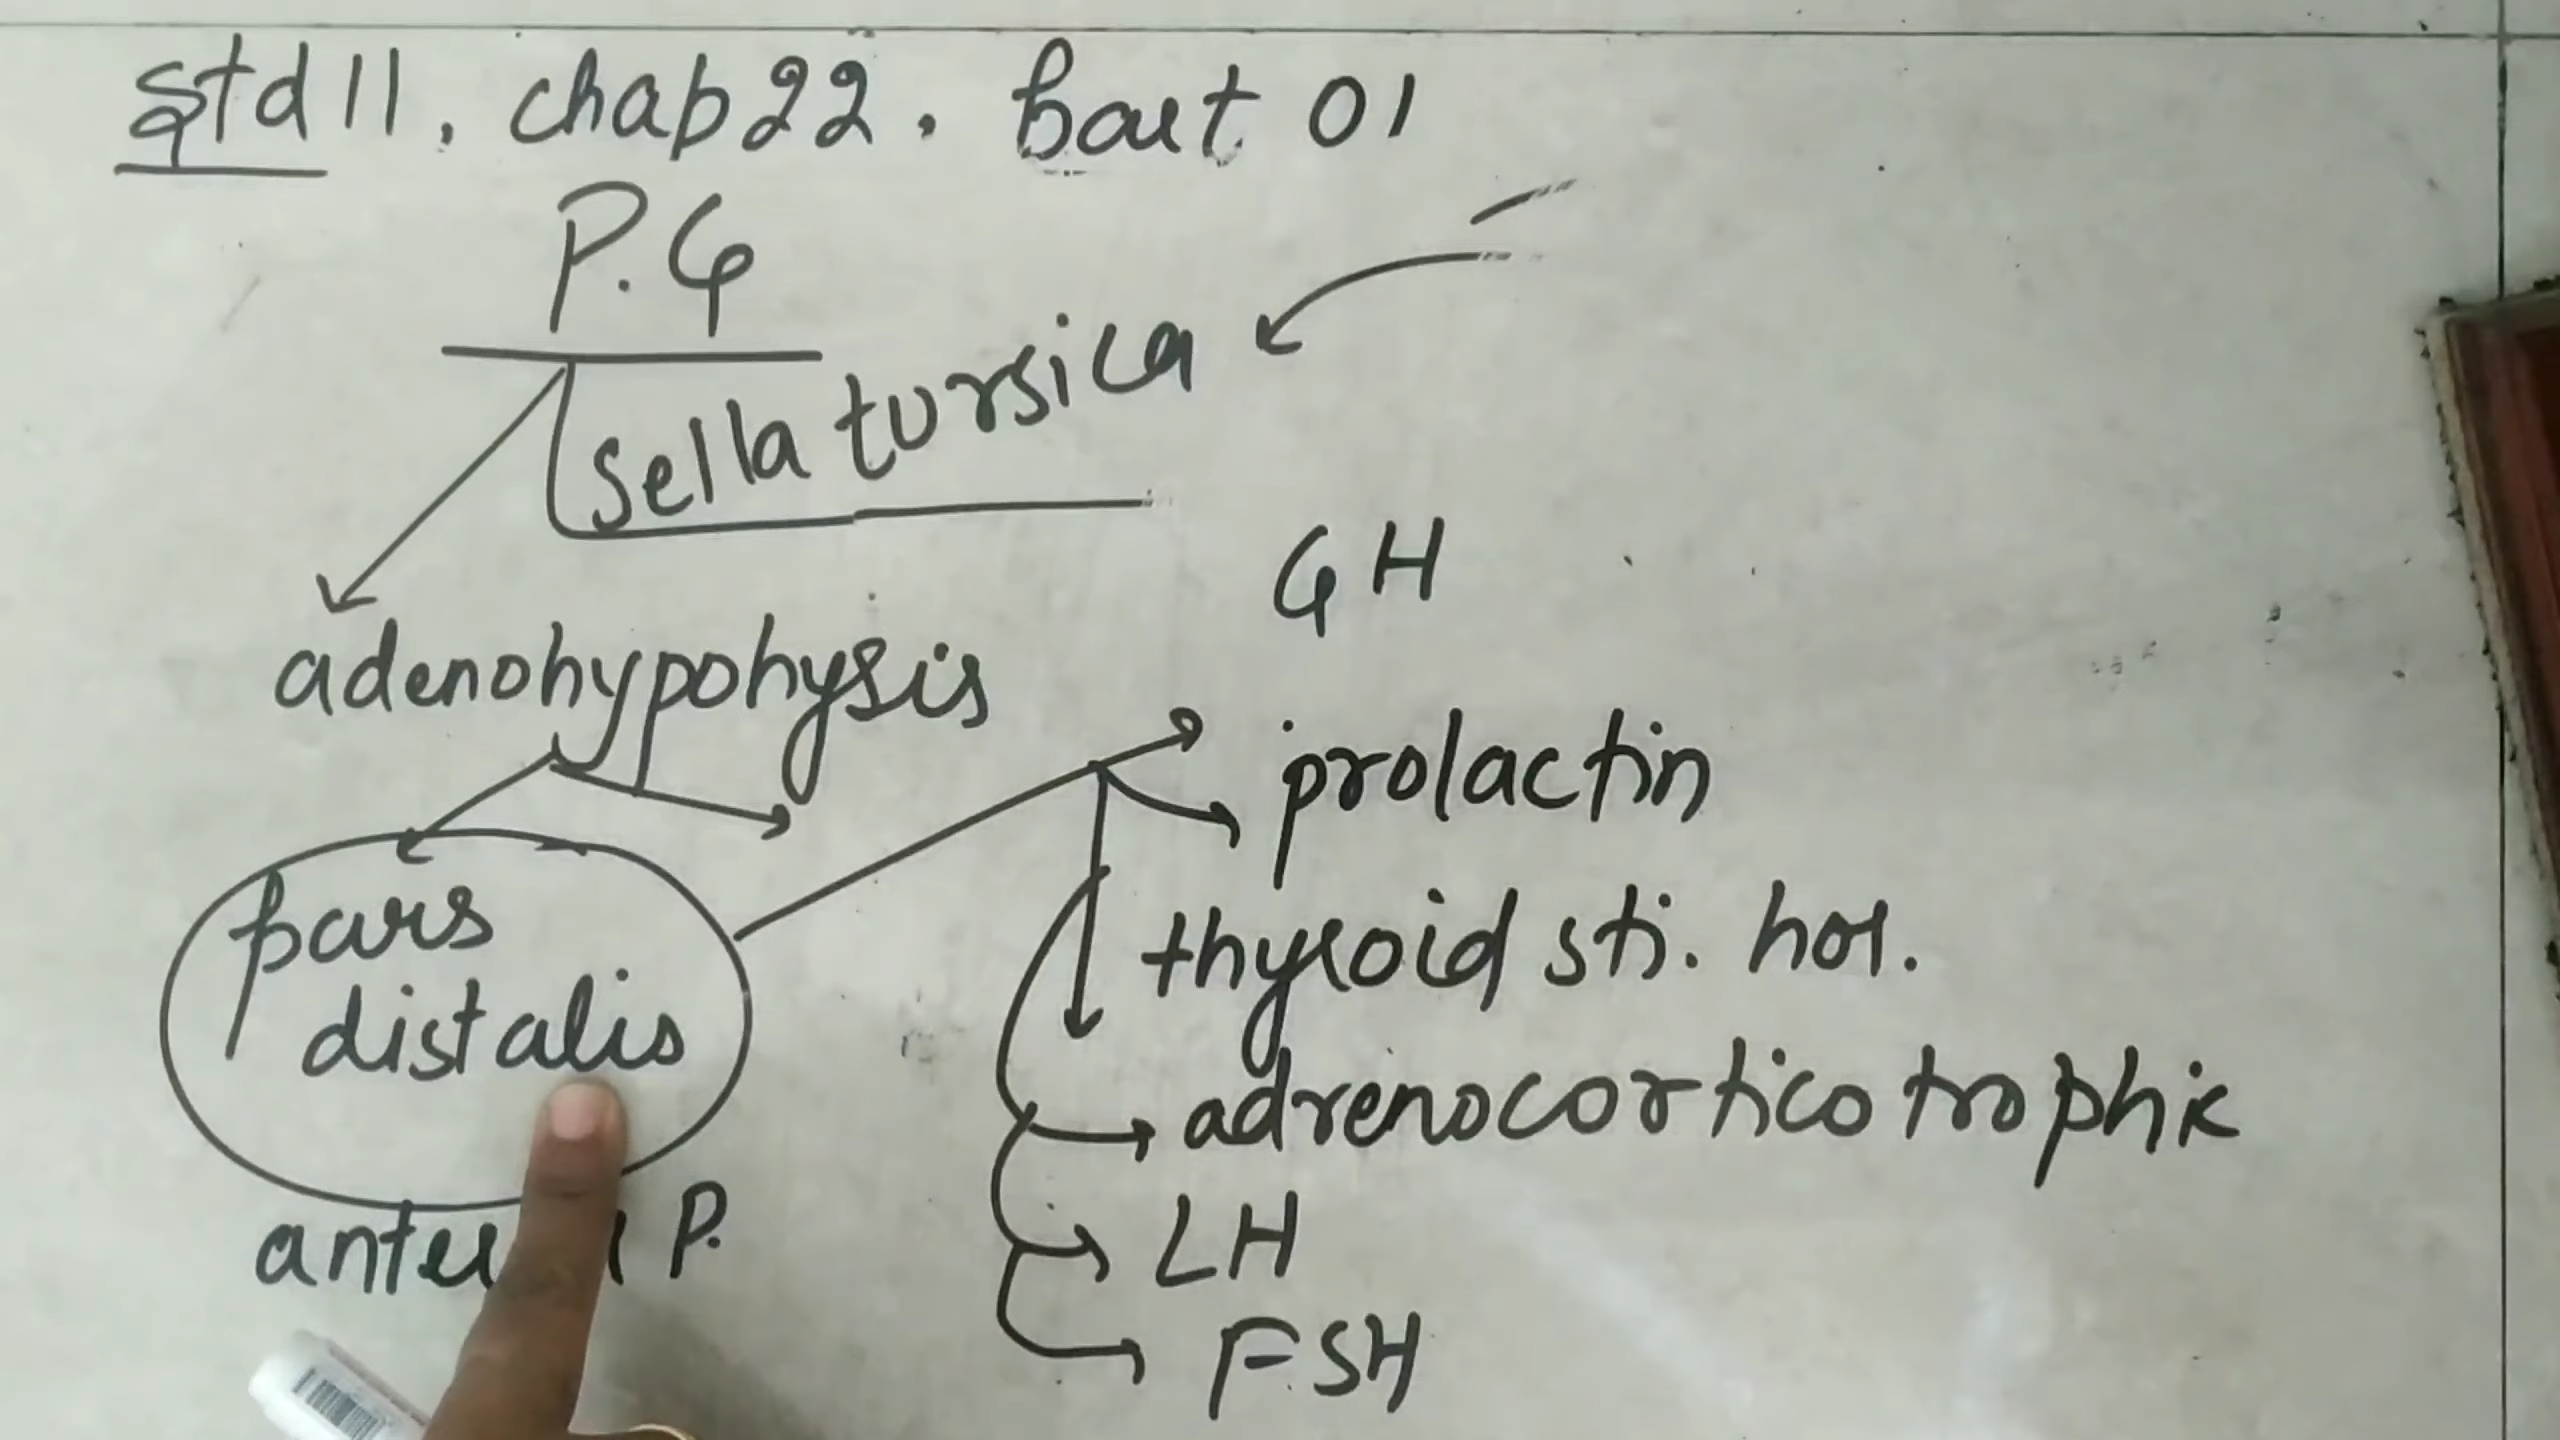 std 11. chap 22. Part 01
P.G
sella tursica
GH
adenohypohysis
prolactin
pars
distalis
thyroid sti. hor.
adrenocorticotrophic
P.
LH
FSH